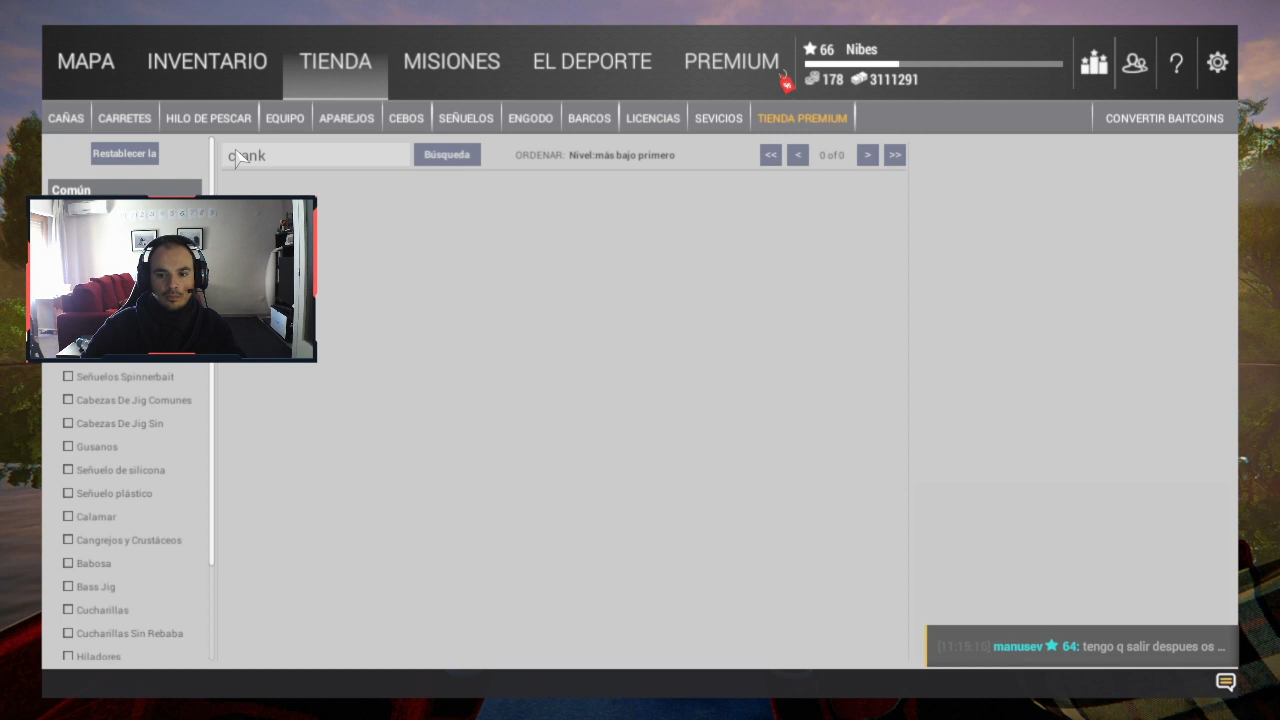 MAPA INVENTARIO TIENDA MISIONES EL DEPORTE PREMIUM
66 Nibes
178 3111291
CAÑAS CARRETES HILO DE PESCAR EQUIPO APAREJOS CEBOS SEÑUELOS ENGODO BARCOS LICENCIAS SEVICIOS TIENDA PREMIUM CONVERTIR BAITCOINS
Restablecer la
Búsqueda
ORDENAR: Nivel:más bajo primero
<< < 0 of 0 > >>
Común
Señuelos Spinnerbait
Cabezas De Jig Comunes
Cabezas De Jig Sin
Gusanos
Señuelo de silicona
Señuelo plástico
Calamar
Cangrejos y Crustáceos
Babosa
Bass Jig
Cucharillas
Cucharillas Sin Rebaba
Hiladores
[11:15:10] manusev 64: tengo q salir despues os ...